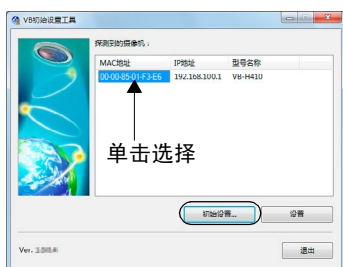 VB初始设置工具
探测到的摄像机：
MAC地址 IP地址 型号名称
00-00-85-01-F3-E6 192.168.100.1 VB-H410
单击选择
初始设置... 设置
Ver. 退出